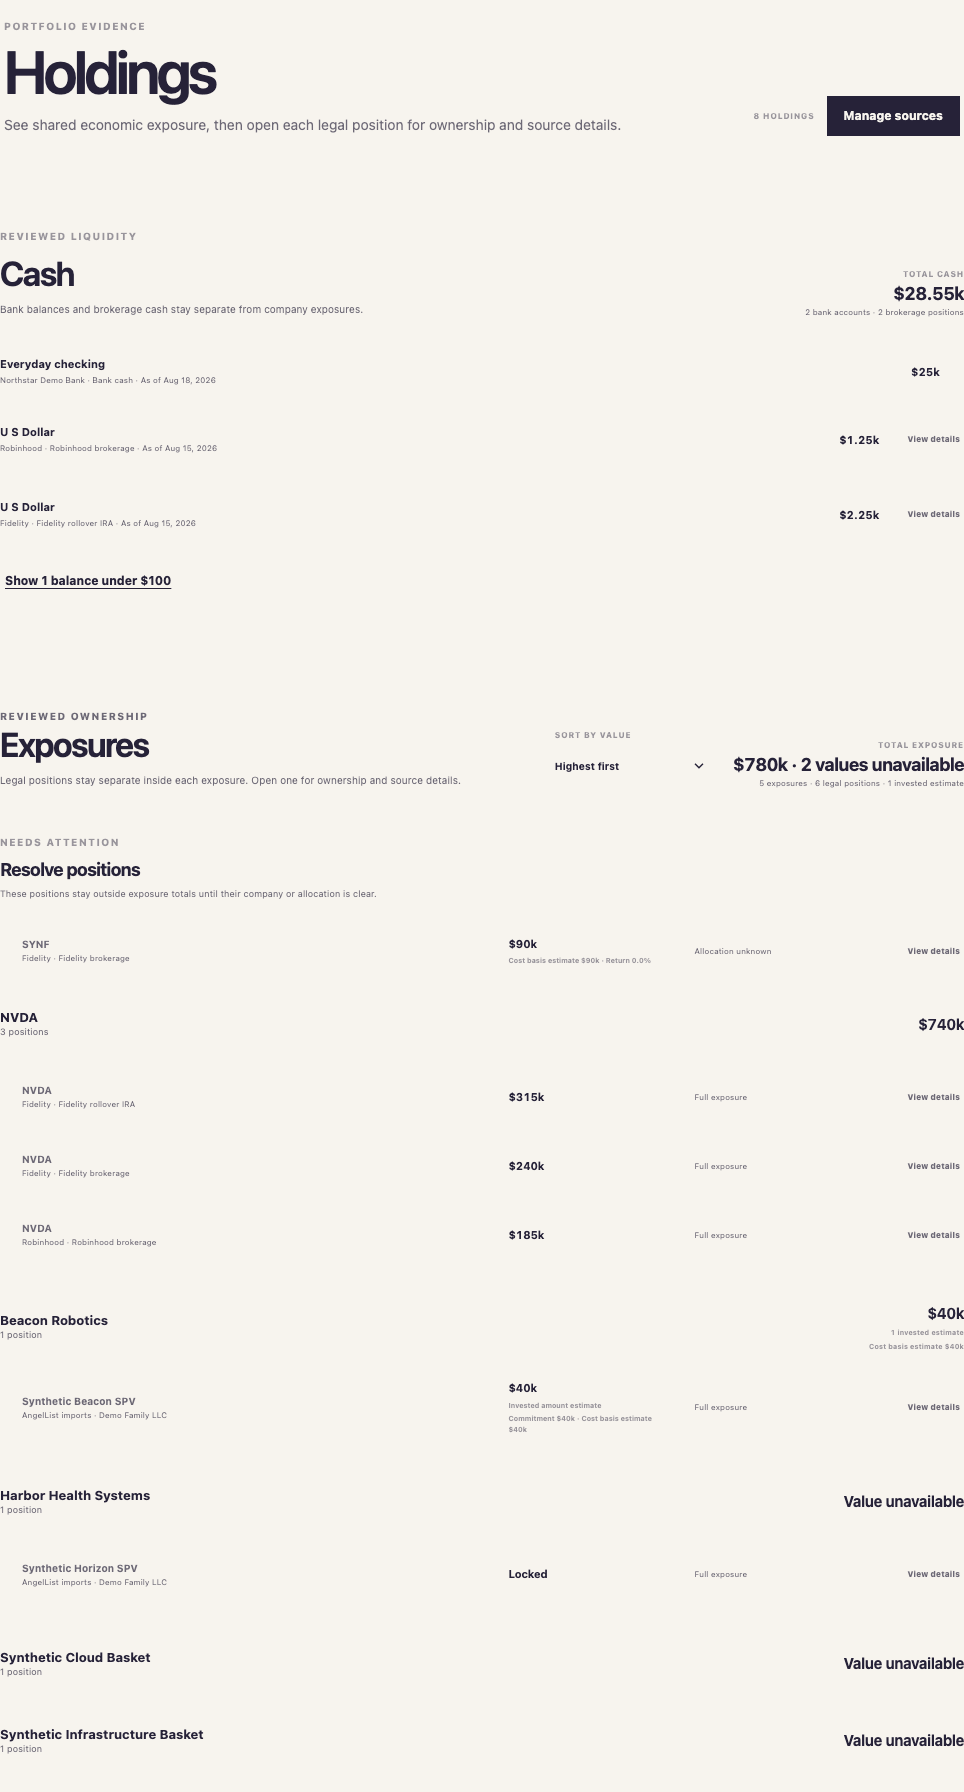 PORTFOLIO EVIDENCE
Holdings
See shared economic exposure, then open each legal position for ownership and source details.
8 HOLDINGS
Manage sources
REVIEWED LIQUIDITY
Cash
Bank balances and brokerage cash stay separate from company exposures.
TOTAL CASH
$28.55k
2 bank accounts · 2 brokerage positions
Everyday checking
Northstar Demo Bank · Bank cash · As of Aug 18, 2026
$25k
U S Dollar
Robinhood · Robinhood brokerage · As of Aug 15, 2026
$1.25k
View details
U S Dollar
Fidelity · Fidelity rollover IRA · As of Aug 15, 2026
$2.25k
View details
Show 1 balance under $100
REVIEWED OWNERSHIP
Exposures
Legal positions stay separate inside each exposure. Open one for ownership and source details.
SORT BY VALUE
Highest first
TOTAL EXPOSURE
$780k · 2 values unavailable
5 exposures · 6 legal positions · 1 invested estimate
NEEDS ATTENTION
Resolve positions
These positions stay outside exposure totals until their company or allocation is clear.
SYNF
Fidelity · Fidelity brokerage
$90k
Cost basis estimate $90k · Return 0.0%
Allocation unknown
View details
NVDA
3 positions
$740k
NVDA
Fidelity · Fidelity rollover IRA
$315k
Full exposure
View details
NVDA
Fidelity · Fidelity brokerage
$240k
Full exposure
View details
NVDA
Robinhood · Robinhood brokerage
$185k
Full exposure
View details
Beacon Robotics
1 position
$40k
1 invested estimate
Cost basis estimate $40k
Synthetic Beacon SPV
AngelList imports · Demo Family LLC
$40k
Invested amount estimate
Commitment $40k · Cost basis estimate
$40k
Full exposure
View details
Harbor Health Systems
1 position
Value unavailable
Synthetic Horizon SPV
AngelList imports · Demo Family LLC
Locked
Full exposure
View details
Synthetic Cloud Basket
1 position
Value unavailable
Synthetic Infrastructure Basket
1 position
Value unavailable